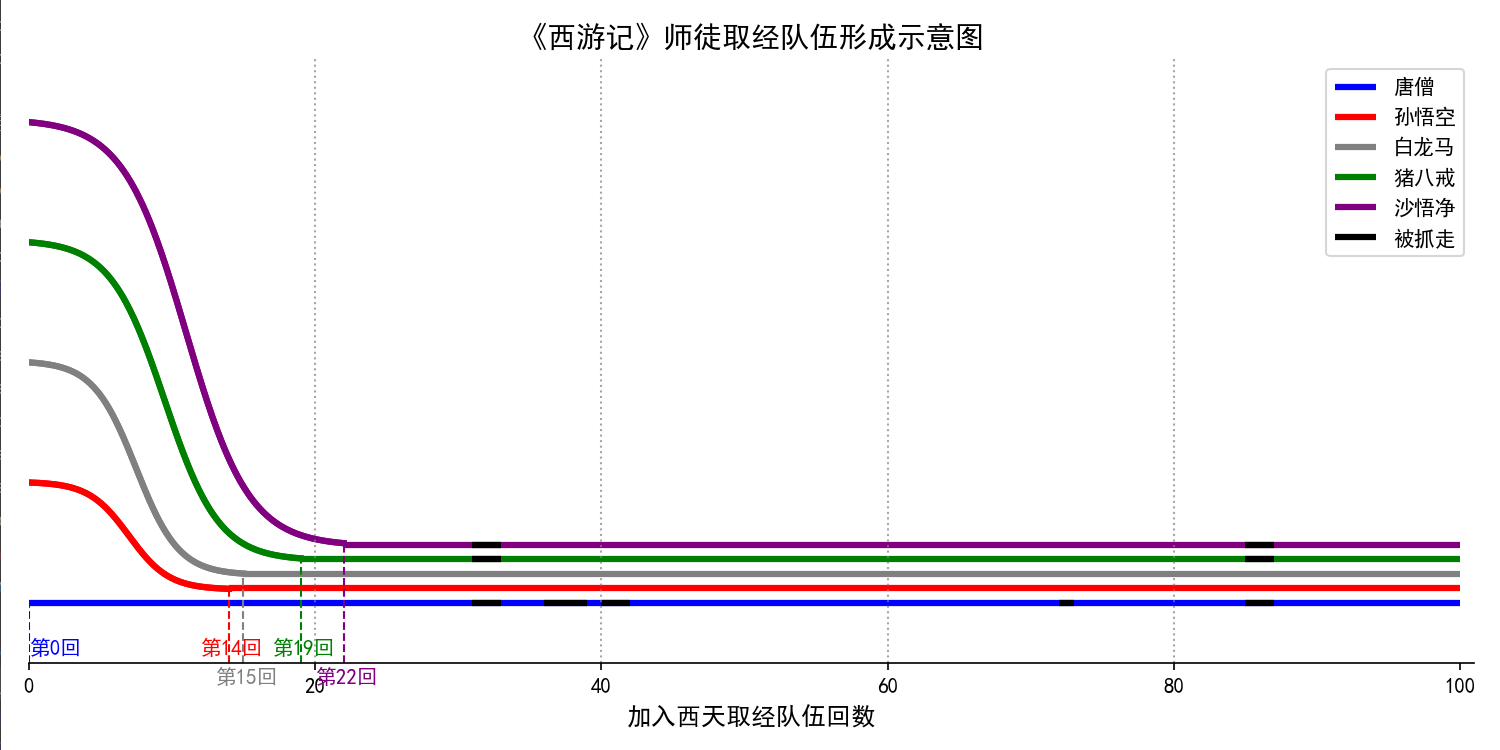 《西游记》师徒取经队伍形成示意图
唐僧
孙悟空
白龙马
猪八戒
沙悟净
被抓走
第0回
第14回
第19回
第15回
第22回
0
20
40
60
80
100
加入西天取经队伍回数